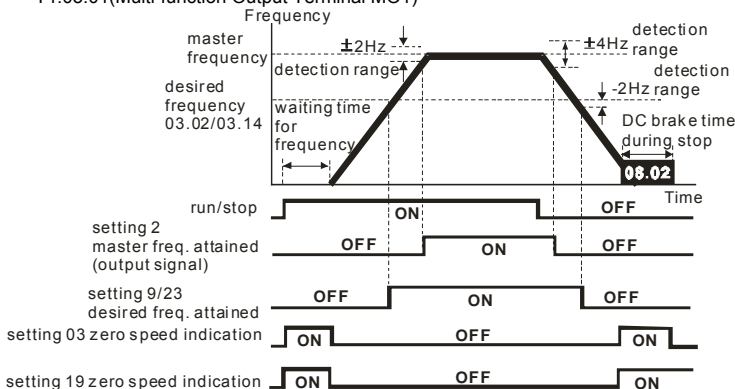 Pr.03.01(Multi-function Output Terminal MO1)
Frequency
master
frequency
±2Hz
detection range
±4Hz
detection
range
detection
range
-2Hz
desired
frequency
03.02/03.14
waiting time
for
frequency
DC brake time
during stop
08.02
Time
run/stop
ON
OFF
setting 2
master freq. attained
(output signal)
OFF
ON
OFF
setting 9/23
desired freq. attained
OFF
ON
OFF
setting 03 zero speed indication
ON
OFF
ON
setting 19 zero speed indication
ON
OFF
ON